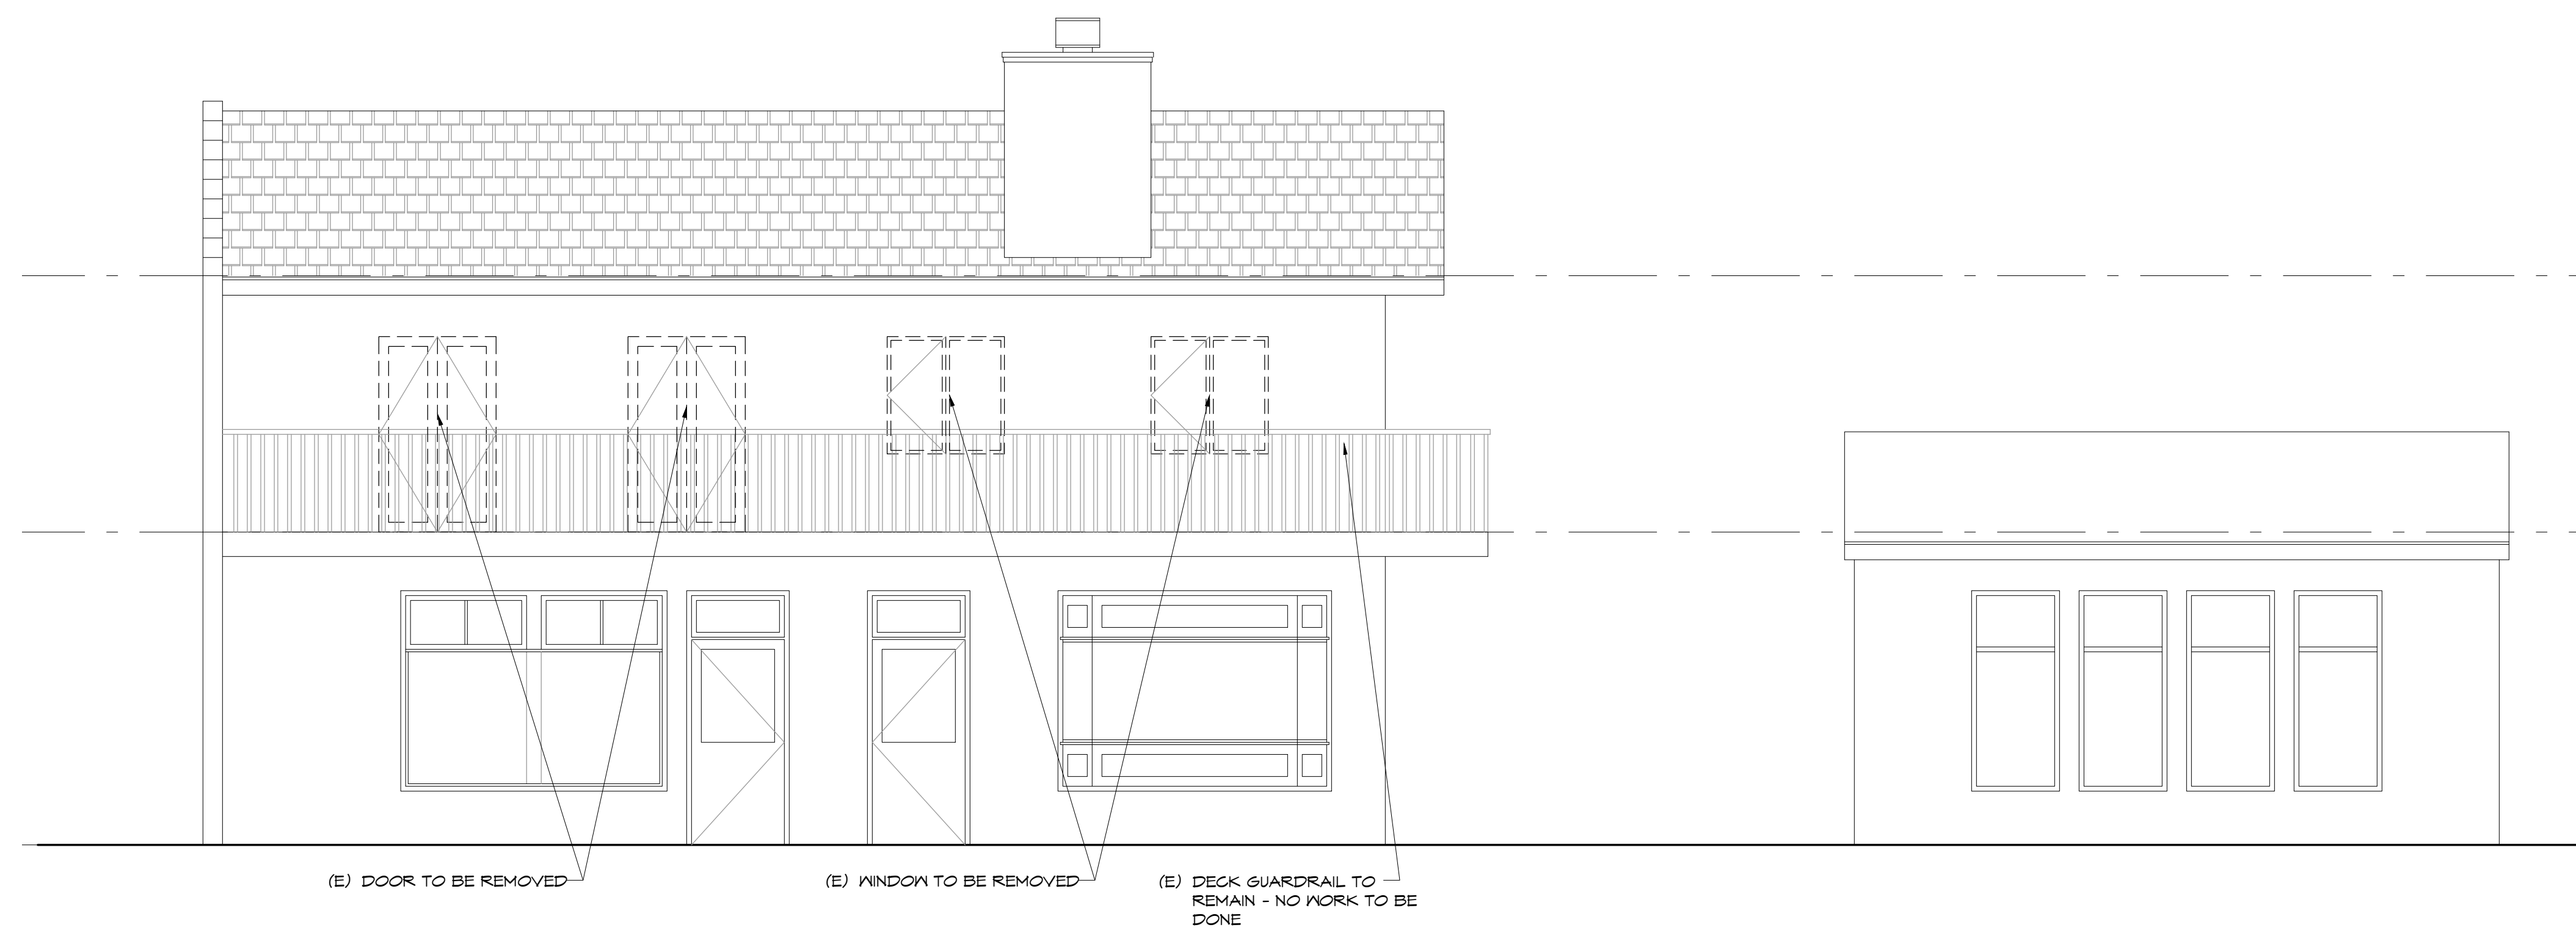 (E) DOOR TO BE REMOVED
(E) WINDOW TO BE REMOVED
(E) DECK GUARDRAIL TO
REMAIN - NO WORK TO BE
DONE